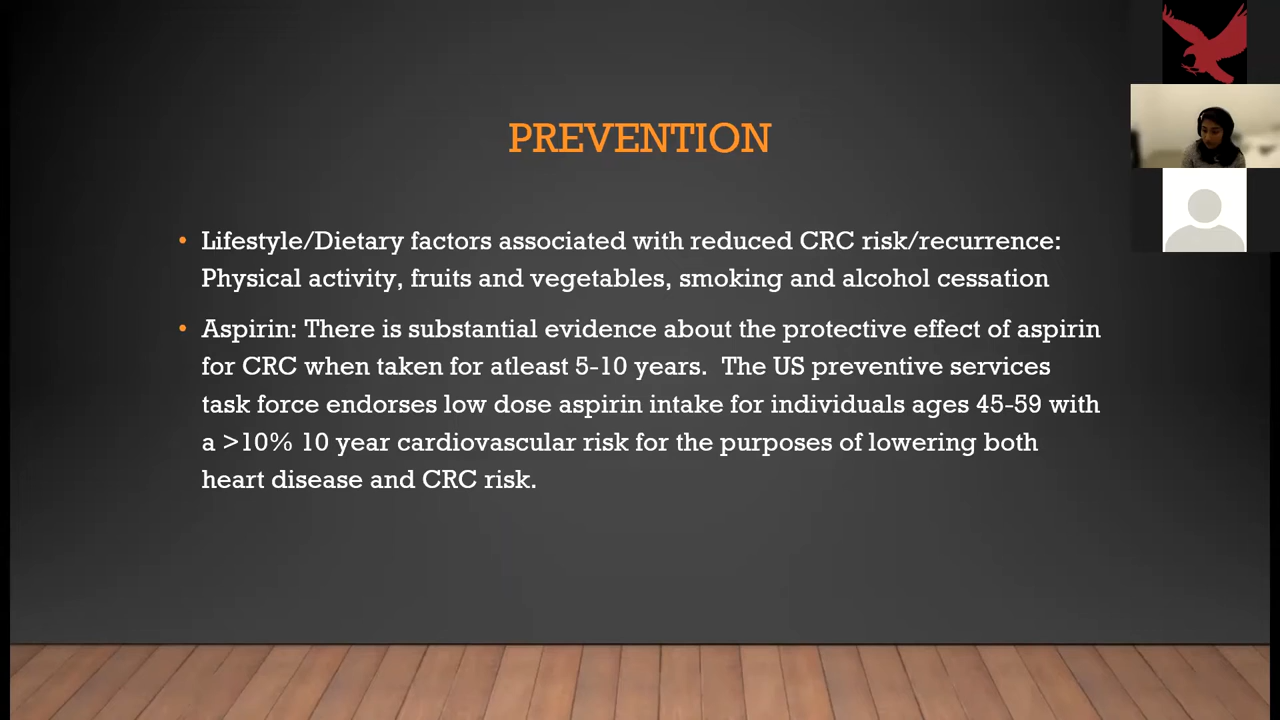 PREVENTION
• Lifestyle/Dietary factors associated with reduced CRC risk/recurrence:
Physical activity, fruits and vegetables, smoking and alcohol cessation
• Aspirin: There is substantial evidence about the protective effect of aspirin
for CRC when taken for atleast 5-10 years.  The US preventive services
task force endorses low dose aspirin intake for individuals ages 45-59 with
a >10% 10 year cardiovascular risk for the purposes of lowering both
heart disease and CRC risk.